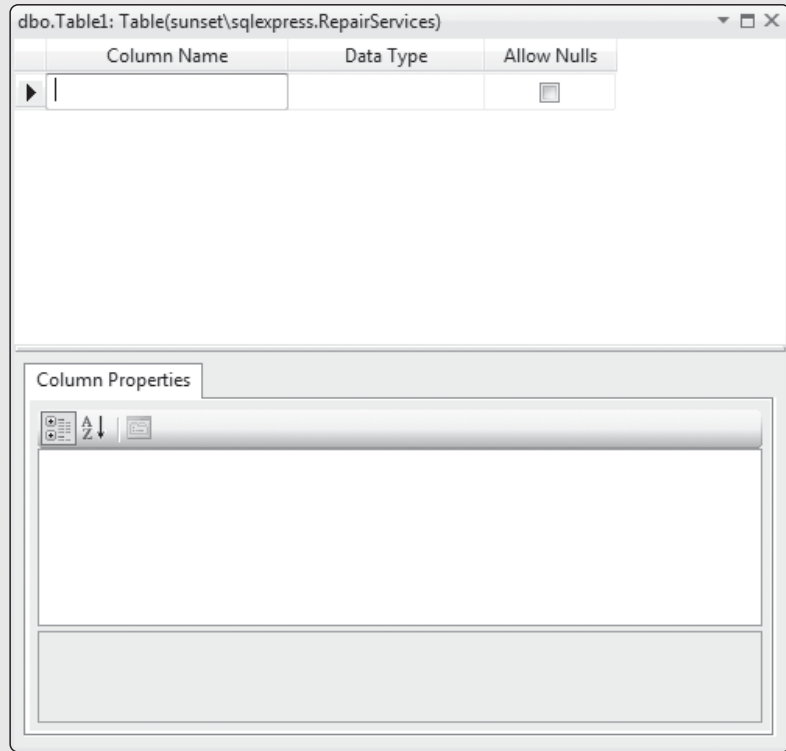 dbo.Table1: Table(sunset\sqlexpress.RepairServices)
Column Name Data Type Allow Nulls
Column Properties
A
Z